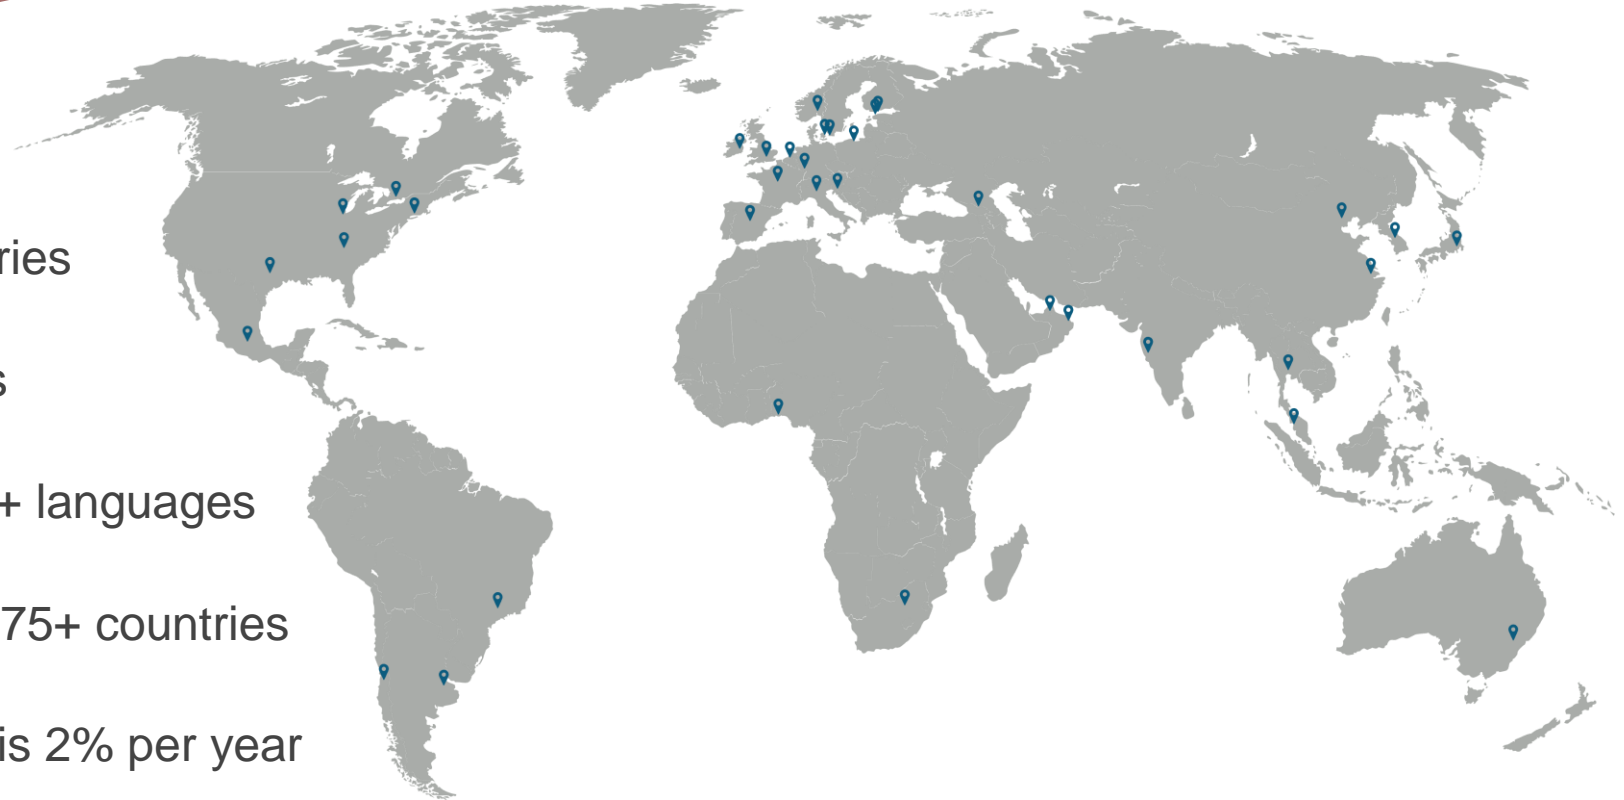 ries
s
+ languages
75+ countries
is 2% per year